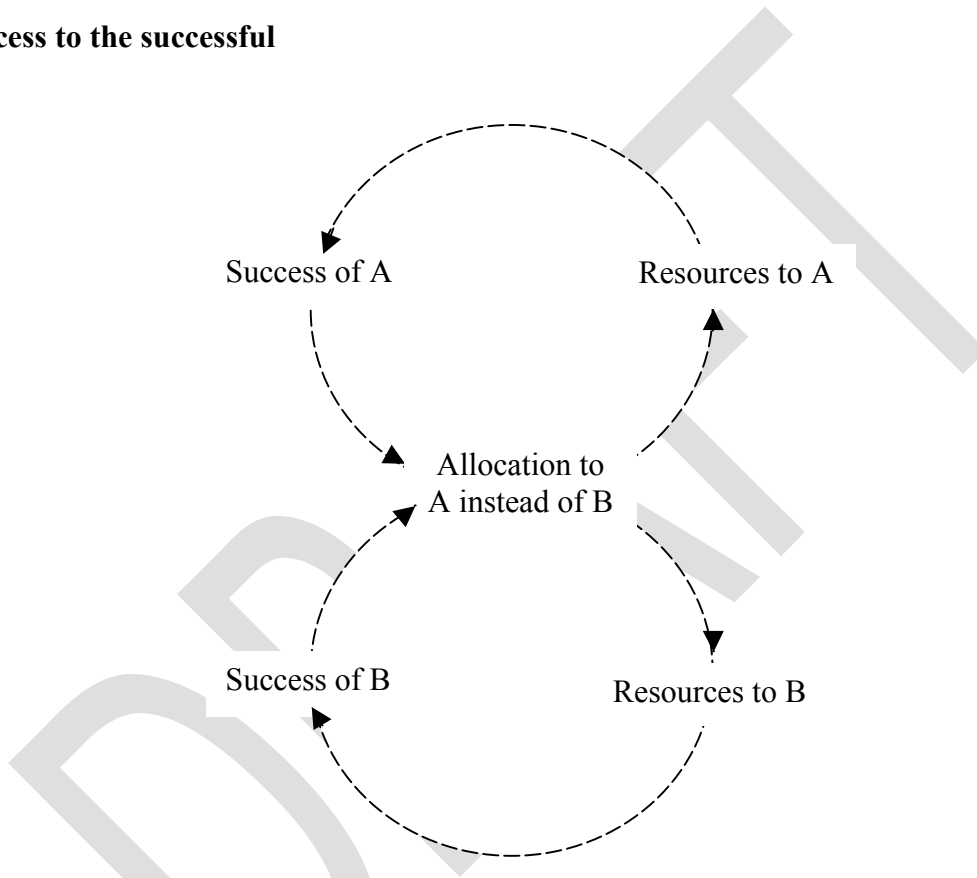 cess to the successful
Success of A
Resources to A
Allocation to
A instead of B
Success of B
Resources to B